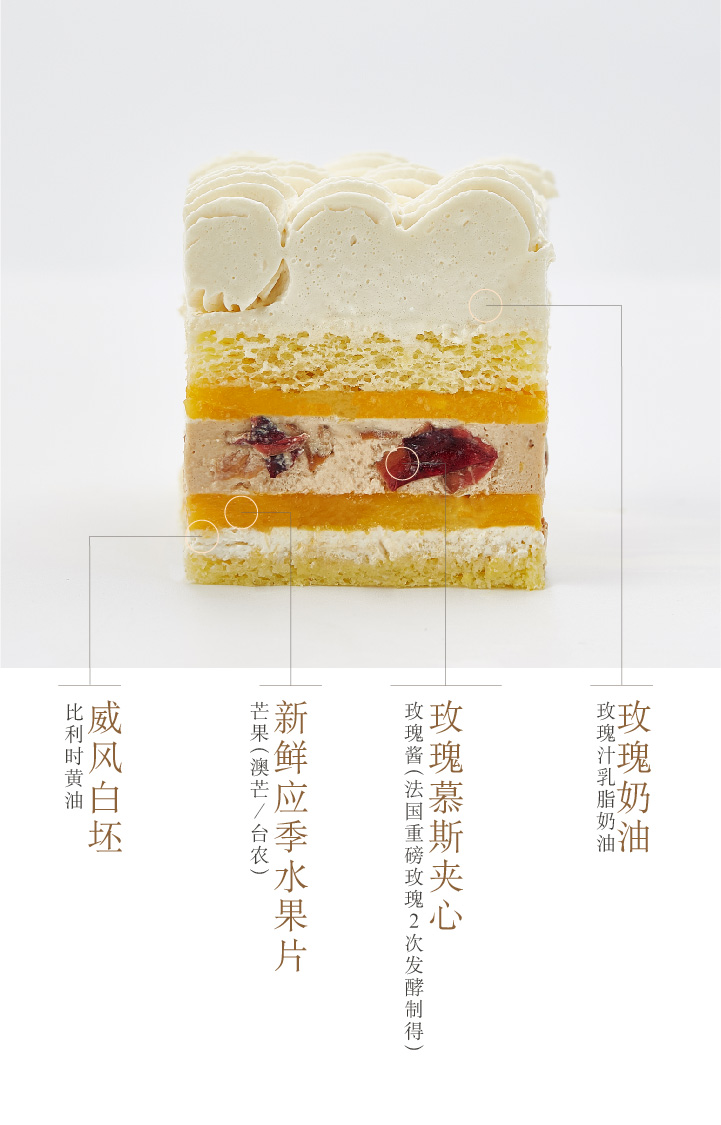 玫瑰奶油
玫瑰汁乳脂奶油
玫瑰慕斯夹心
玫瑰酱(法国重磅玫瑰2次发酵制得)
新鲜应季水果片
芒果(澳芒/台农)
威风白坯
比利时黄油